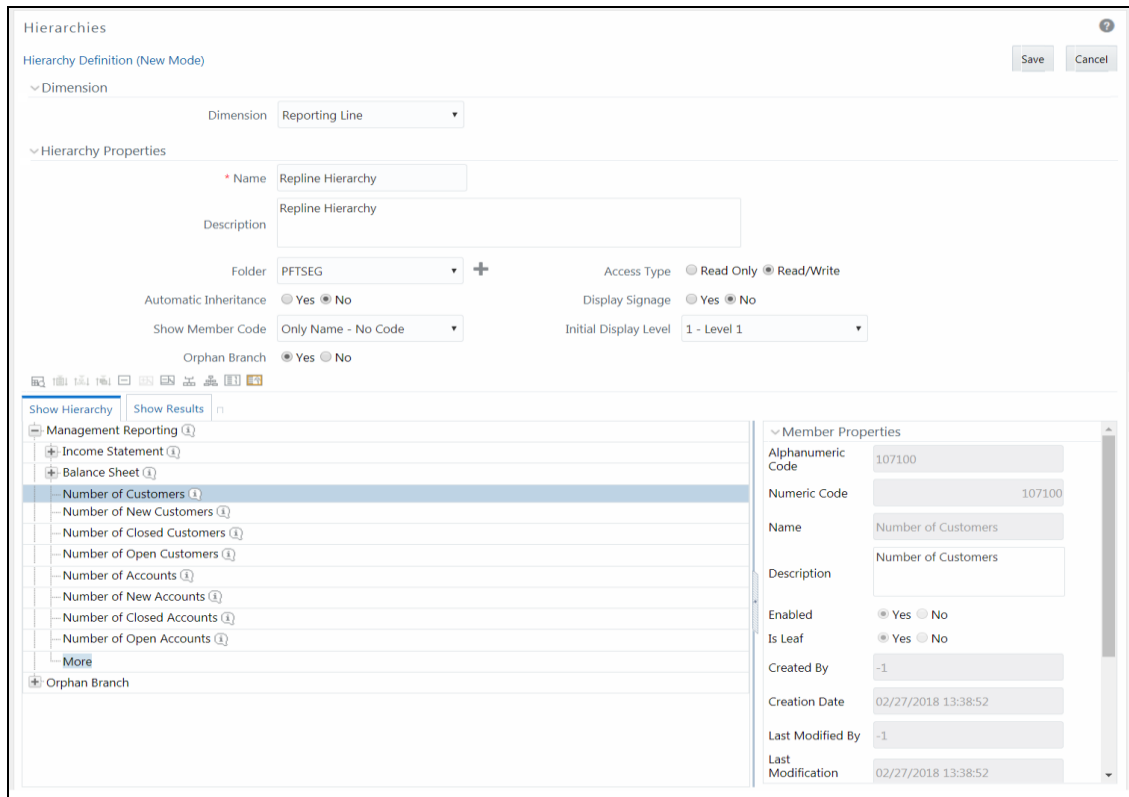 Hierarchies
?
Hierarchy Definition (New Mode)
Save
Cancel
Dimension
Dimension Reporting Line
Hierarchy Properties
* Name Repline Hierarchy
Description Repline Hierarchy
Folder PFTSEG
Access Type Read Only Read/Write
Automatic Inheritance Yes No
Display Signage Yes No
Show Member Code Only Name - No Code
Initial Display Level 1 - Level 1
Orphan Branch Yes No
Show Hierarchy
Show Results
Management Reporting
Income Statement
Balance Sheet
Number of Customers
Number of New Customers
Number of Closed Customers
Number of Open Customers
Number of Accounts
Number of New Accounts
Number of Closed Accounts
Number of Open Accounts
More
Orphan Branch
Member Properties
Alphanumeric
Code
107100
Numeric Code 107100
Name Number of Customers
Description Number of Customers
Enabled Yes No
Is Leaf Yes No
Created By -1
Creation Date 02/27/2018 13:38:52
Last Modified By -1
Last
Modification
02/27/2018 13:38:52